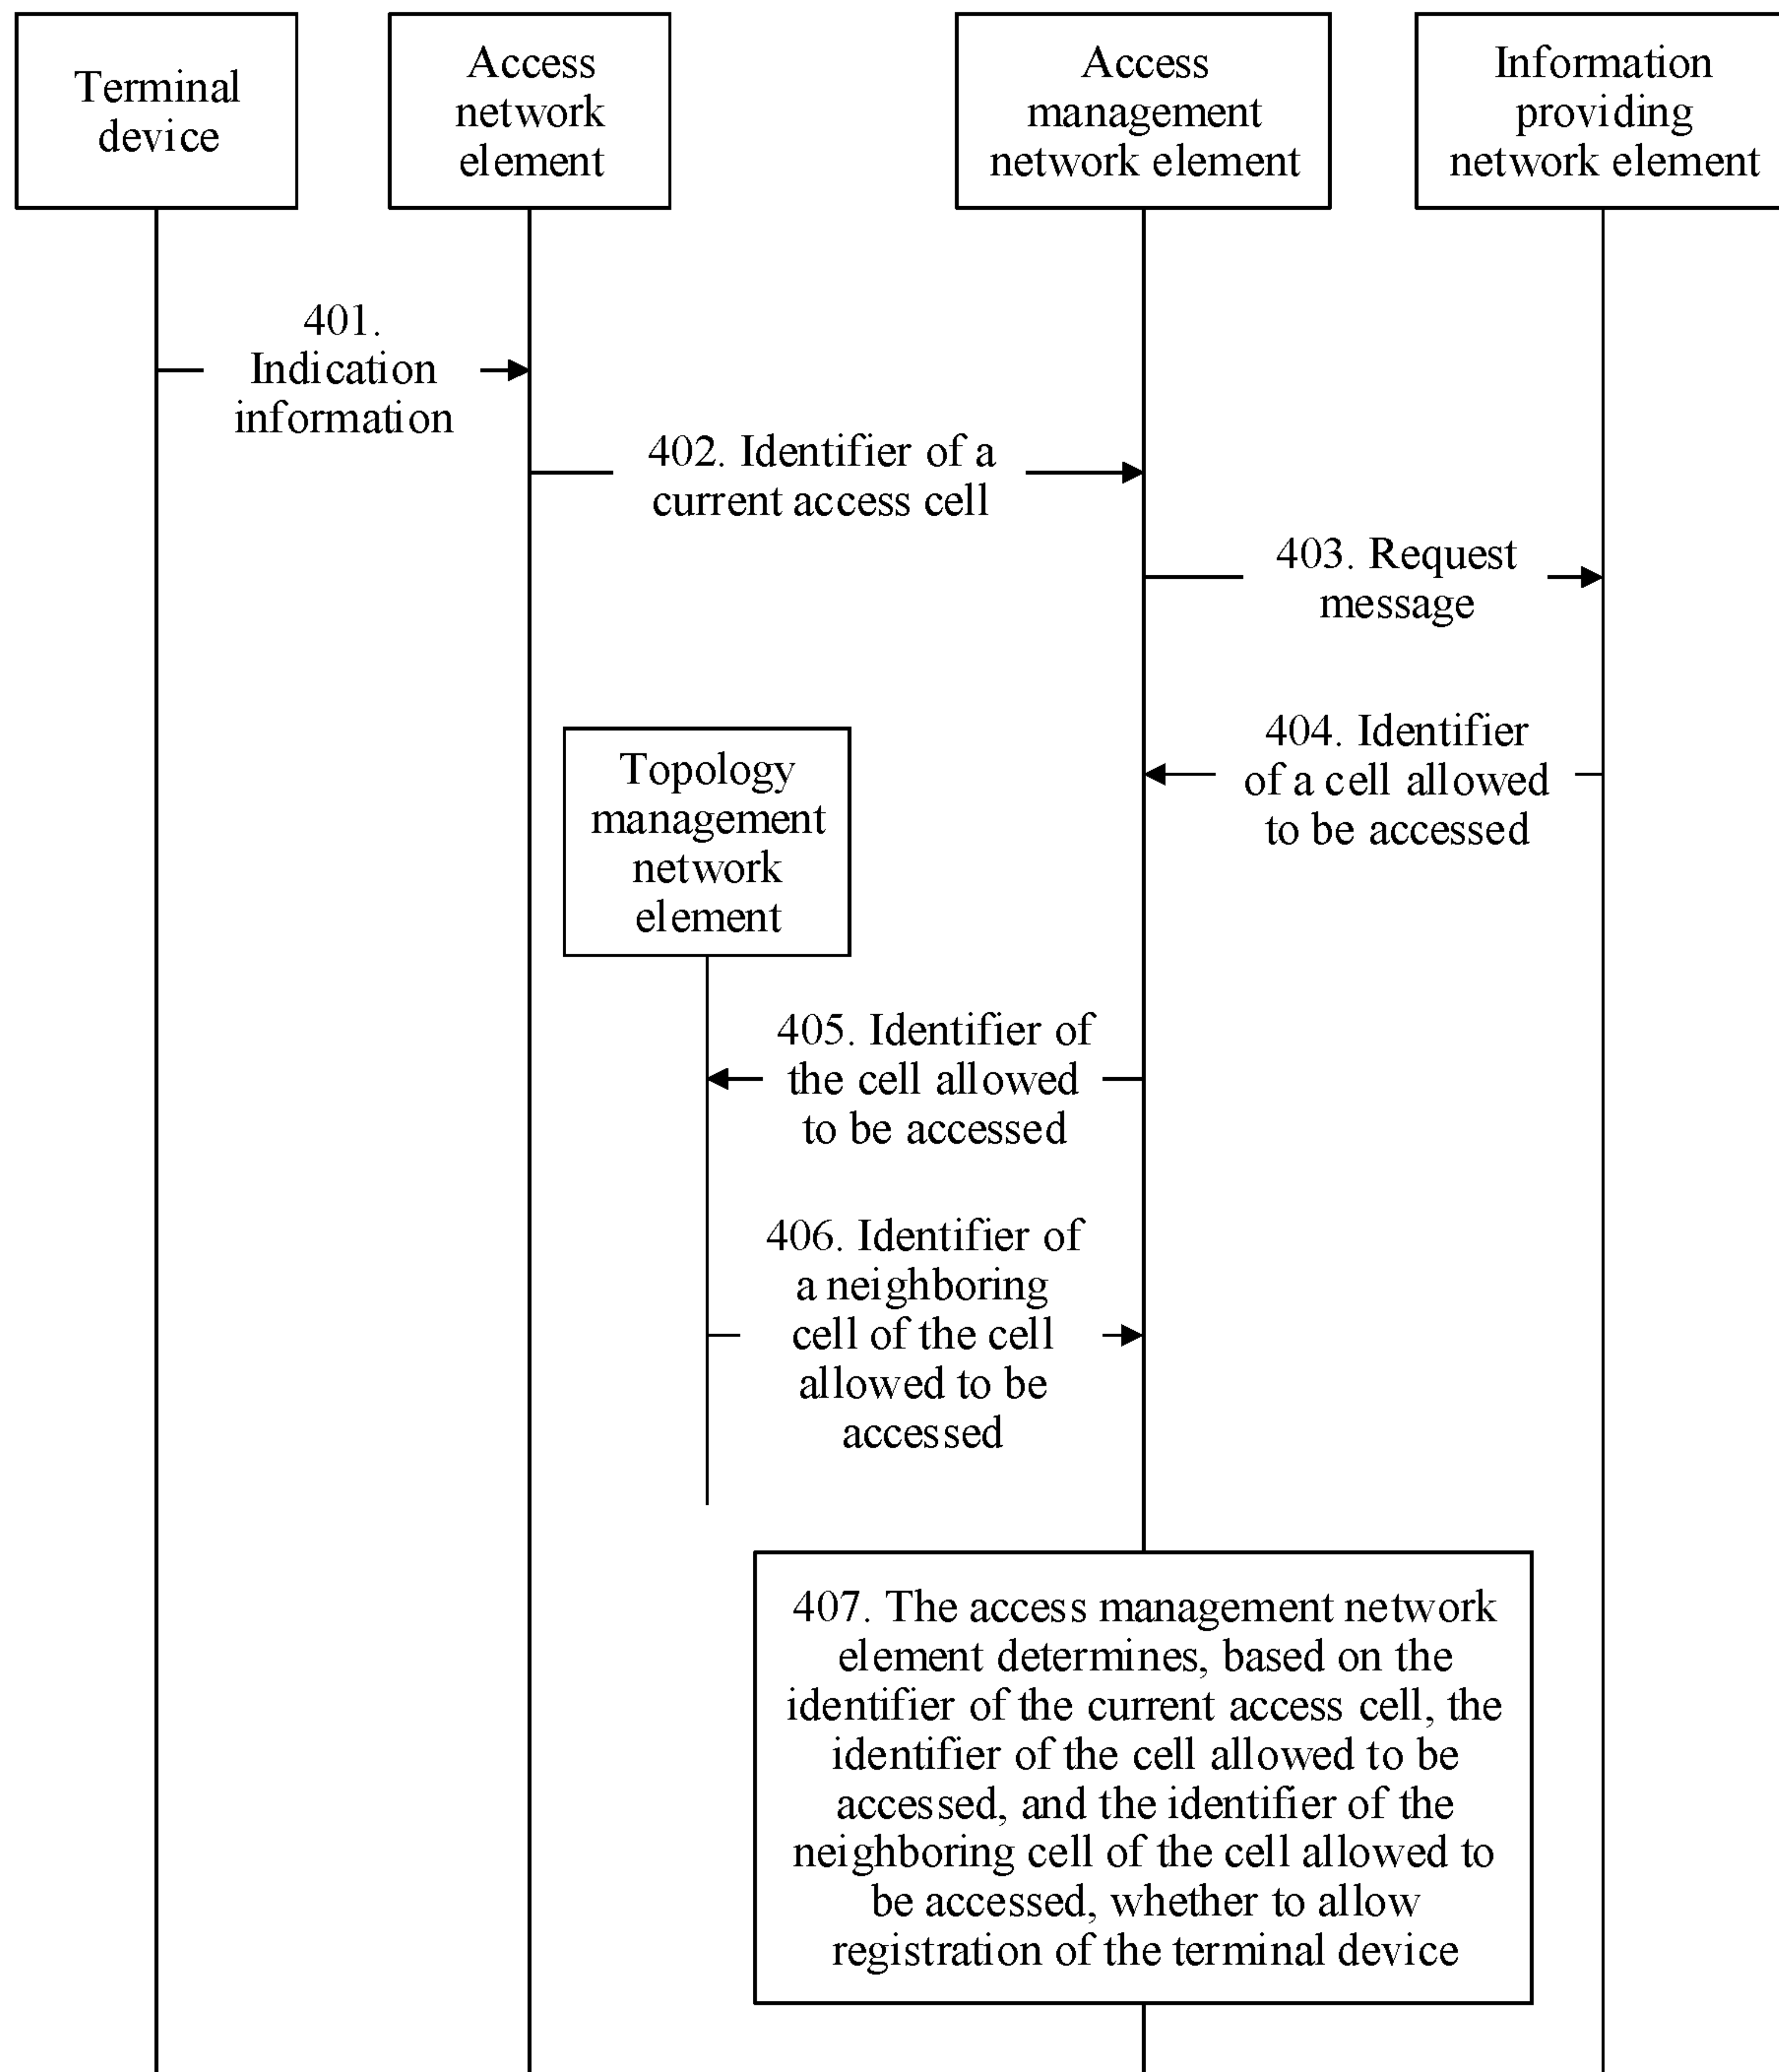 Terminal
device
Access
network
element
Access
management
network element
Information
providing
network element
401.
Indication
information
402. Identifier of a
current access cell
403. Request
message
404. Identifier
of a cell allowed
to be accessed
Topology
management
network
element
405. Identifier of
the cell allowed
to be accessed
406. Identifier of
a neighboring
cell of the cell
allowed to be
accessed
407. The access management network
element determines, based on the
identifier of the current access cell, the
identifier of the cell allowed to be
accessed, and the identifier of the
neighboring cell of the cell allowed to
be accessed, whether to allow
registration of the terminal device